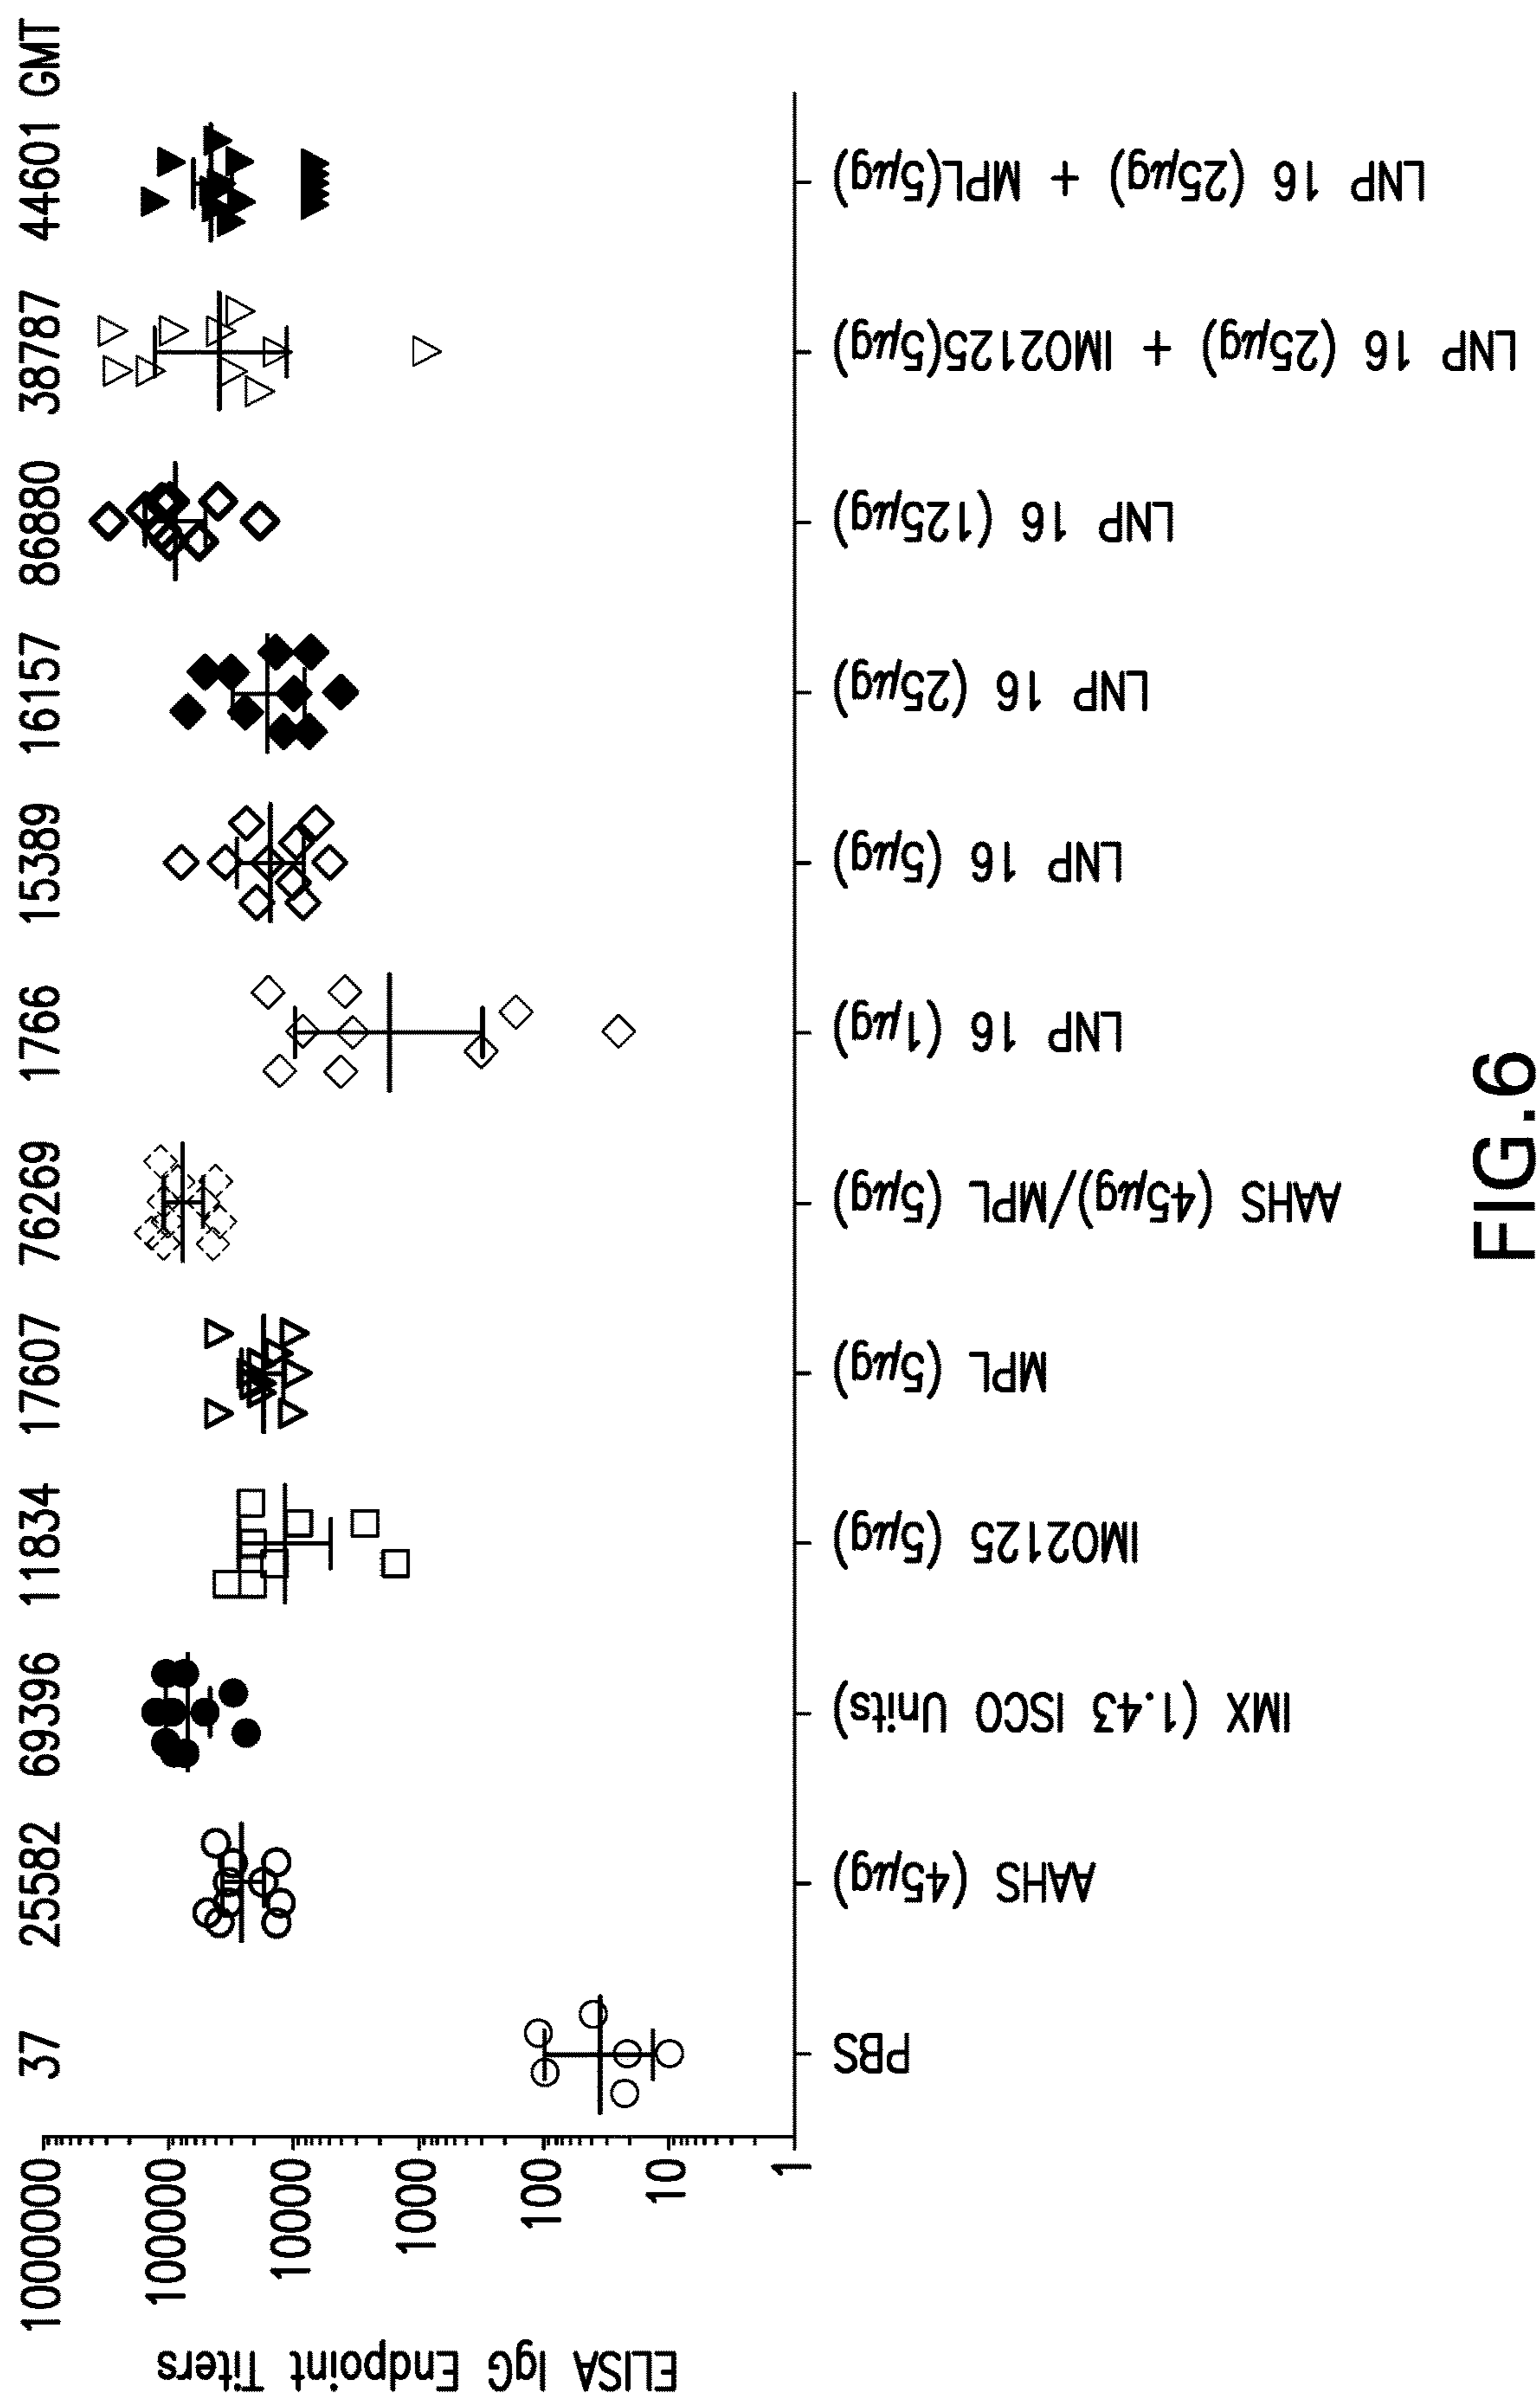 37 25582 69396 11834 17607 76269 1766 15389 16157 86880 38787 44601 GMT
ELISA IgG Endpoint Titers
1000000
100000
10000
1000
100
10
1
PBS
AAHS (45µg)
IMX (1.43 ISCO Units)
IMO2125 (5µg)
MPL (5µg)
AAHS (45µg)/MPL (5µg)
LNP 16 (1µg)
LNP 16 (5µg)
LNP 16 (25µg)
LNP 16 (125µg)
LNP 16 (25µg) + IMO2125(5µg)
LNP 16 (25µg) + MPL(5µg)
FIG.6